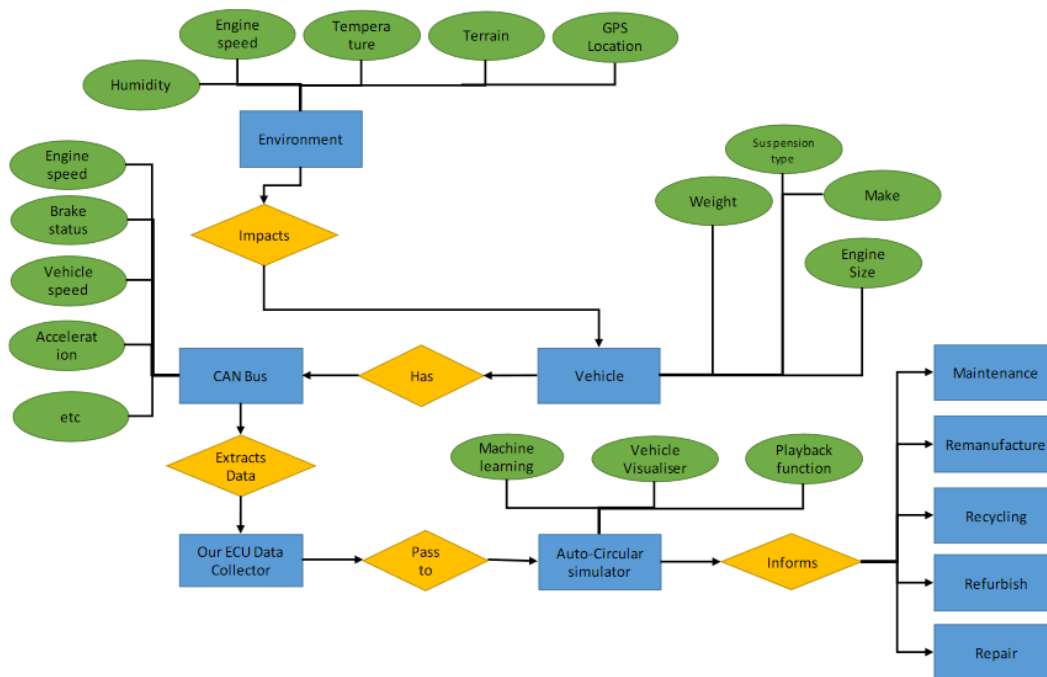 Engine
speed
Tempera
ture
Terrain
GPS
Location
Humidity
Environment
Engine
speed
Brake
status
Vehicle
speed
Accelerat
ion
etc
Impacts
Suspension
type
Weight
Make
Engine
Size
CAN Bus
Has
Vehicle
Maintenance
Remanufacture
Recycling
Refurbish
Repair
Extracts
Data
Machine
learning
Vehicle
Visualiser
Playback
function
Our ECU Data
Collector
Pass
to
Auto-Circular
simulator
Informs